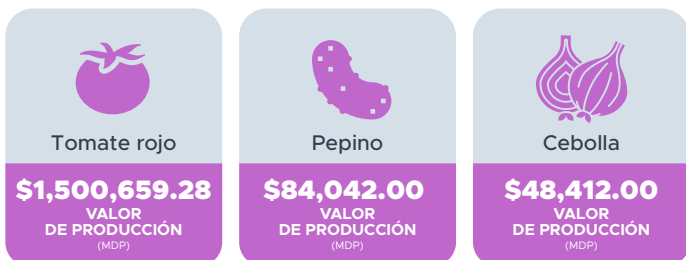 Tomate rojo
$1,500,659.28
VALOR
DE PRODUCCIÓN
(MDP)
Pepino
$84,042.00
VALOR
DE PRODUCCIÓN
(MDP)
Cebolla
$48,412.00
VALOR
DE PRODUCCIÓN
(MDP)